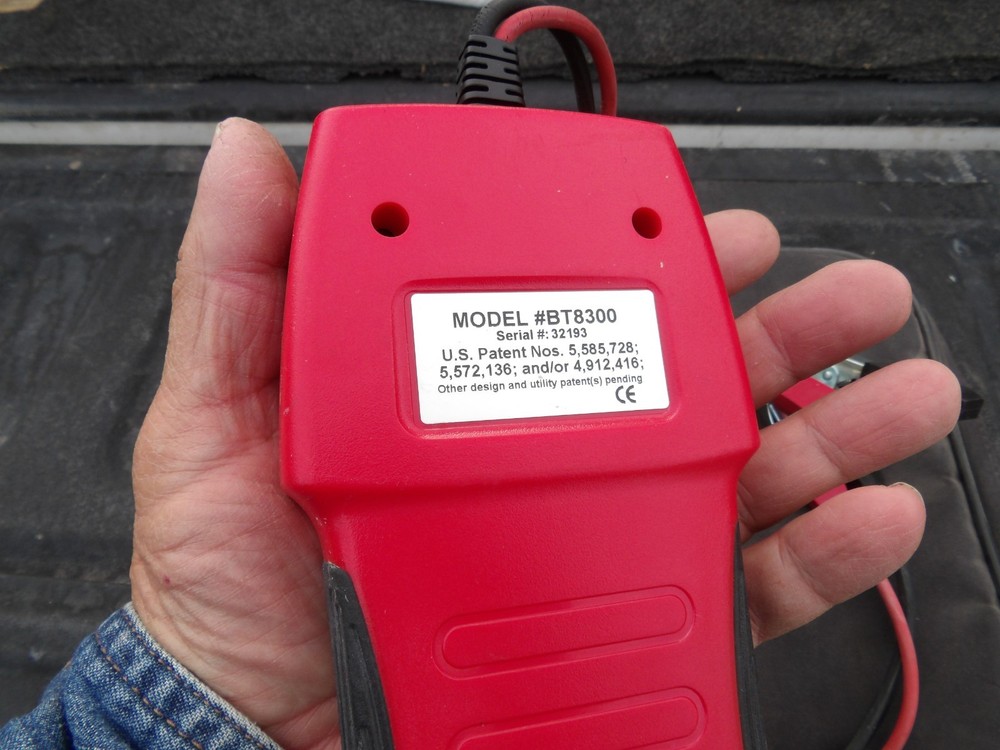 MODEL #BT8300
Serial #: 32193
U.S. Patent Nos. 5,585,728;
5,572,136; and/or 4,912,416;
Other design and utility patent(s) pending
CE